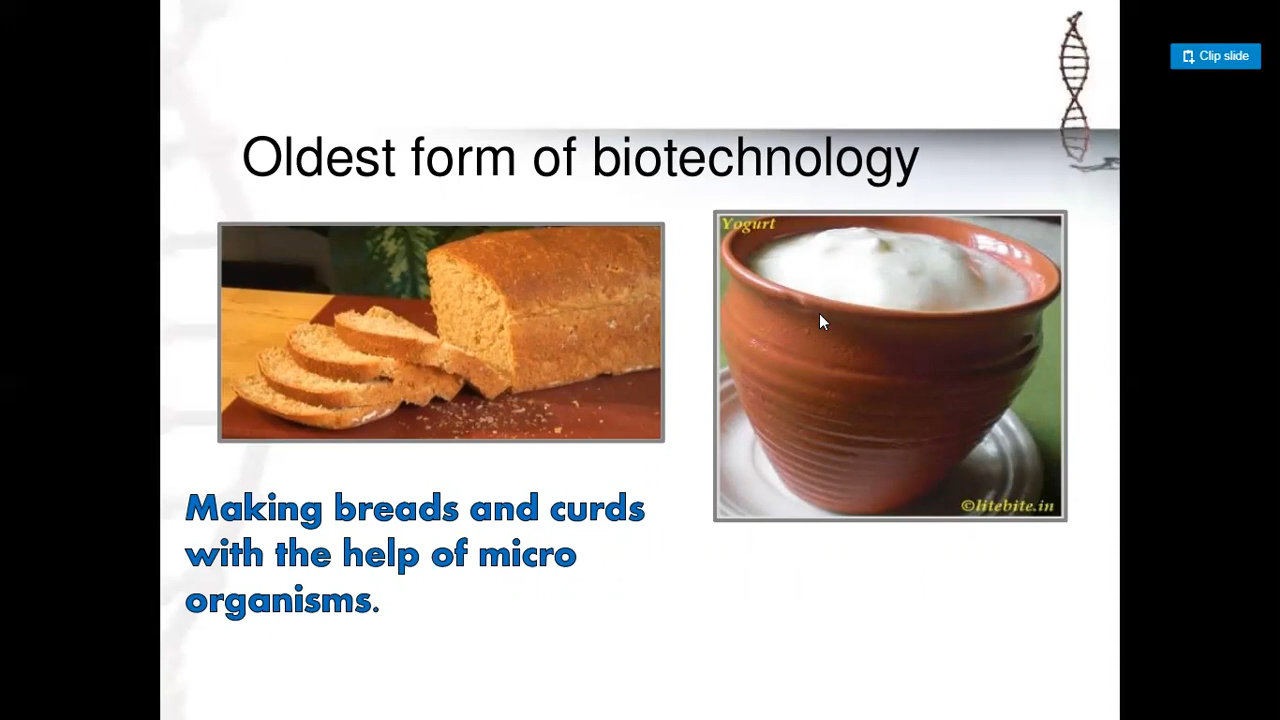 Clip slide
Oldest form of biotechnology
Yogurt
©litebite.in
Making breads and curds
with the help of micro
organisms.